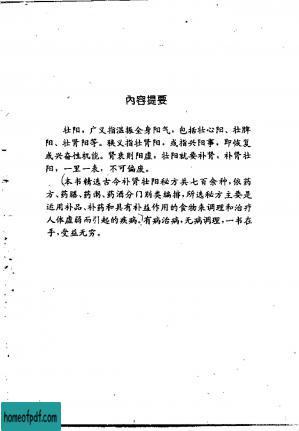 内容提要
壮阳，广义指温振全身阳气，包括壮心阳、壮脾
阳、壮肾阳等。狭义指壮肾阳，或指兴阳事，即恢复
或兴奋性机能。肾衰则阳虚，壮阳就要补肾，补肾壮
阳，一里一表，不可偏废。
(本书精选古今补肾壮阳秘方共七百余种，依药
方、药膳、药粥、药酒分门别类编排，所选秘方主要是
运用补品、补药和具有补益作用的食物来调理和治疗
人体虚弱而引起的疾病。)有病治病，无病调理，一书在
手，受益无穷。
homeofpdf.com
homeofpdf.com